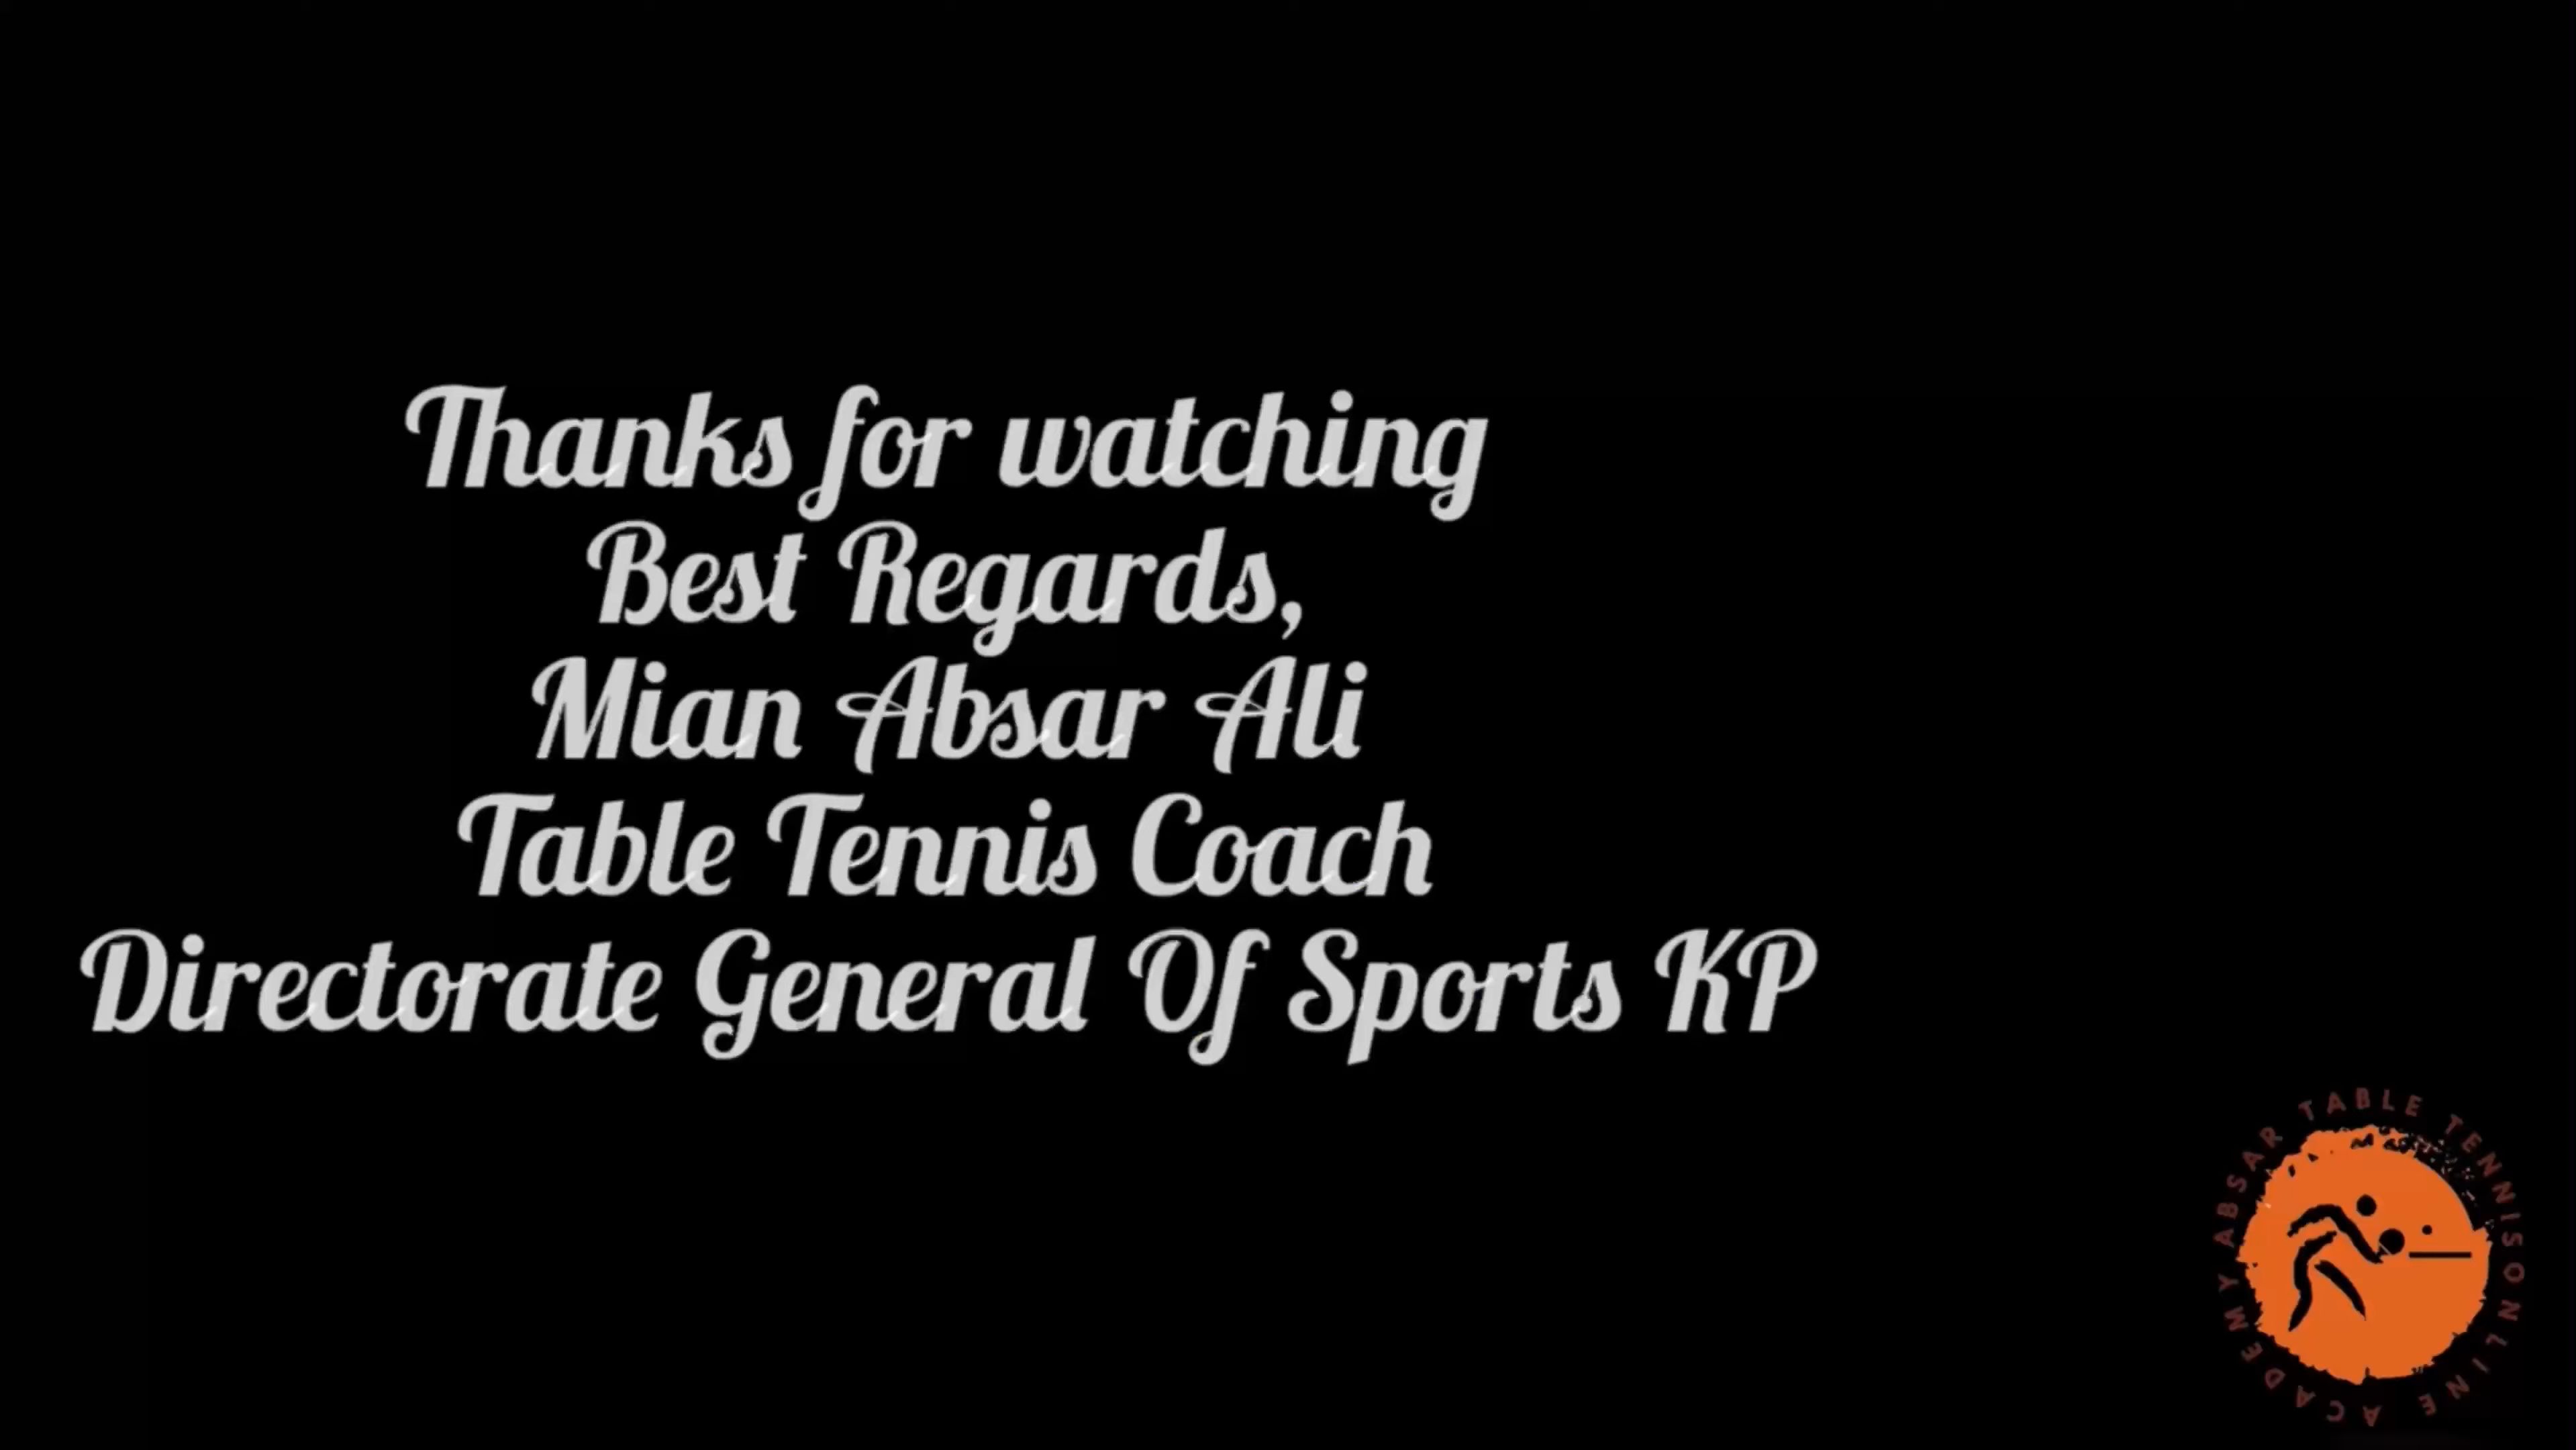 Thanks for watching
Best Regards,
Mian Absar Ali
Table Tennis Coach
Directorate General Of Sports KP
ABSAR TABLE TENNIS ONLINE ACADEMY